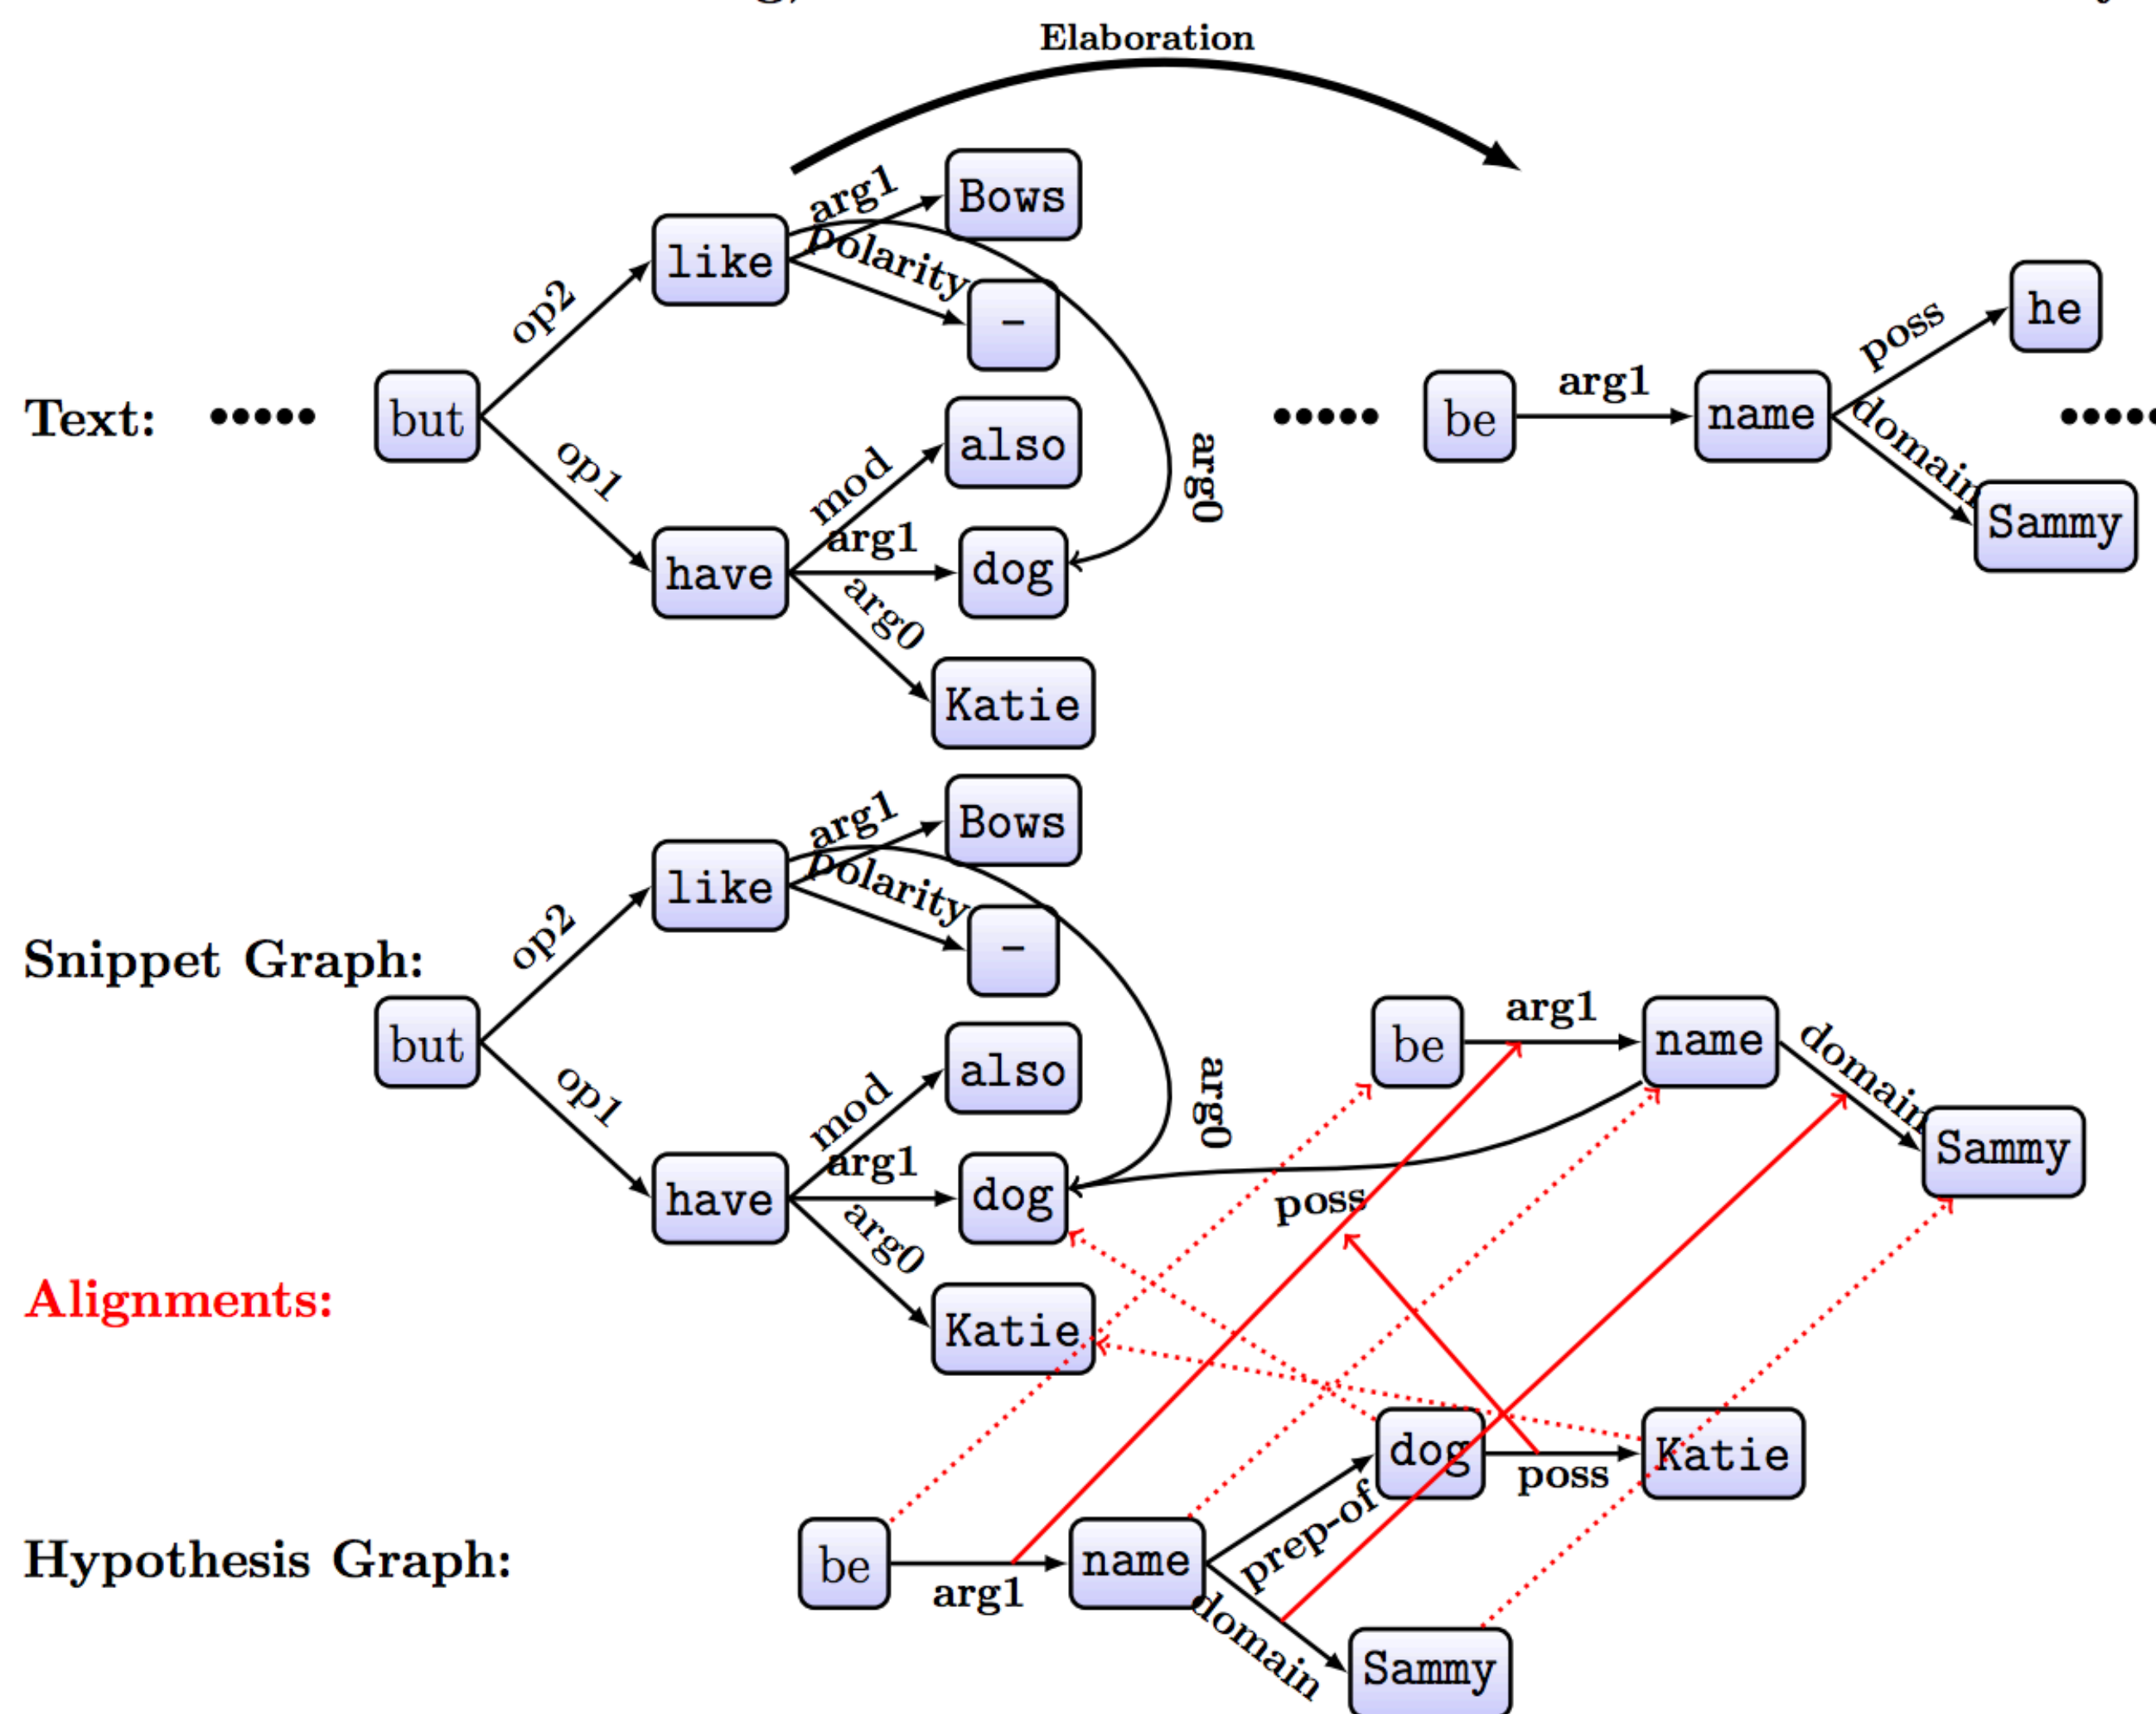 Elaboration
arg1
Bows
like
polarity
-
op2
he
poss
Text:
but
also
be
arg1
name
domain
op1
mod
arg0
Sammy
have
arg1
dog
arg0
Katie
arg1
Bows
like
polarity
-
op2
Snippet Graph:
but
also
be
arg1
name
domain
op1
mod
arg0
Sammy
have
arg1
dog
poss
arg0
Alignments:
Katie
dog
poss
Katie
Hypothesis Graph:
be
arg1
name
prep-of
domain
Sammy